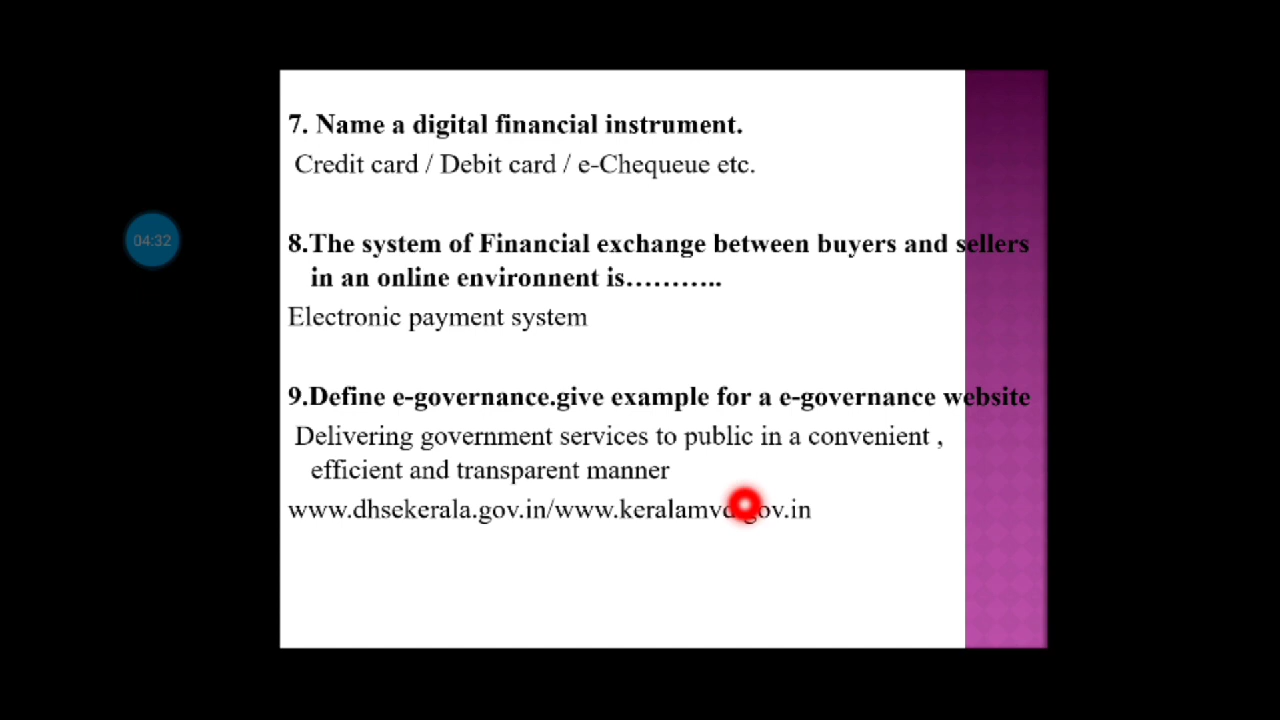 7. Name a digital financial instrument.
Credit card / Debit card / e-Chequeue etc.
04:32
8.The system of Financial exchange between buyers and sellers
in an online environnent is………..
Electronic payment system
9.Define e-governance.give example for a e-governance website
Delivering government services to public in a convenient ,
efficient and transparent manner
www.dhsekerala.gov.in/www.keralamvd.gov.in